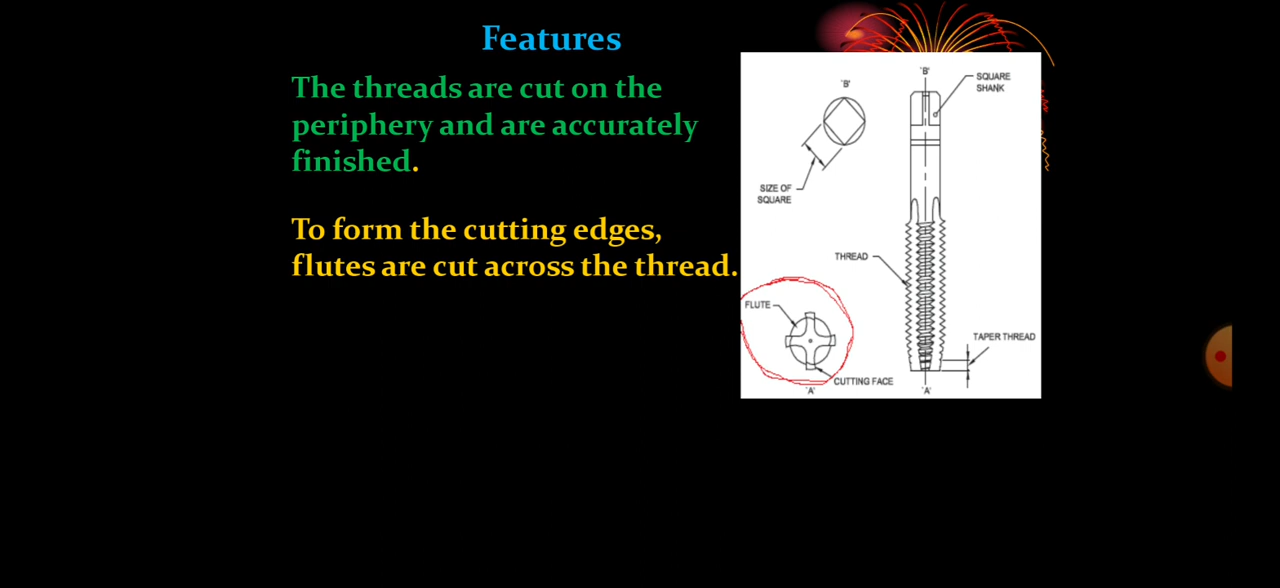 Features
The threads are cut on the
periphery and are accurately
finished.
To form the cutting edges,
flutes are cut across the thread.
'B'
'B'
SQUARE
SHANK
SIZE OF
SQUARE
THREAD
FLUTE
TAPER THREAD
CUTTING FACE
'A'
'A'